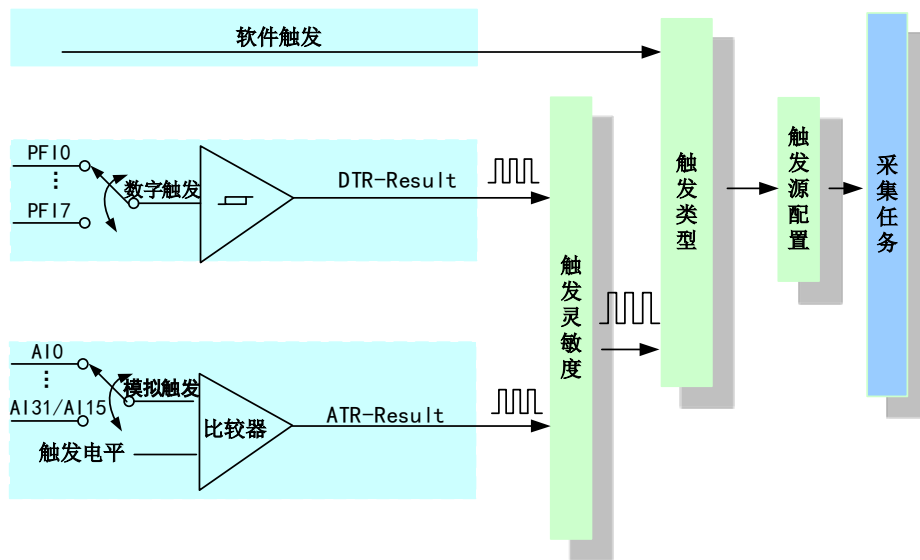 软件触发
PFI0
⋮
PFI7
数字触发
DTR-Result
AI0
⋮
AI31/AI15
模拟触发
触发电平
比较器
ATR-Result
触发灵敏度
触发类型
触发源配置
采集任务